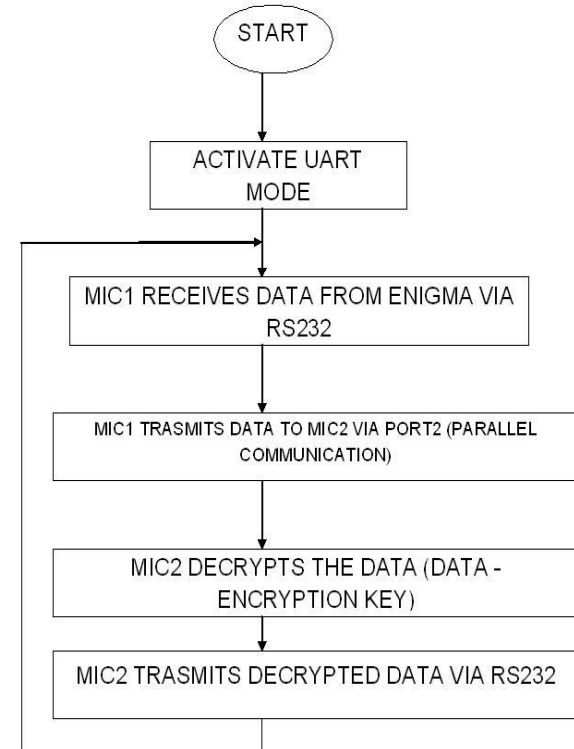 START
ACTIVATE UART
MODE
MIC1 RECEIVES DATA FROM ENIGMA VIA
RS232
MIC1 TRASMITS DATA TO MIC2 VIA PORT2 (PARALLEL
COMMUNICATION)
MIC2 DECRYPTS THE DATA (DATA -
ENCRYPTION KEY)
MIC2 TRASMITS DECRYPTED DATA VIA RS232